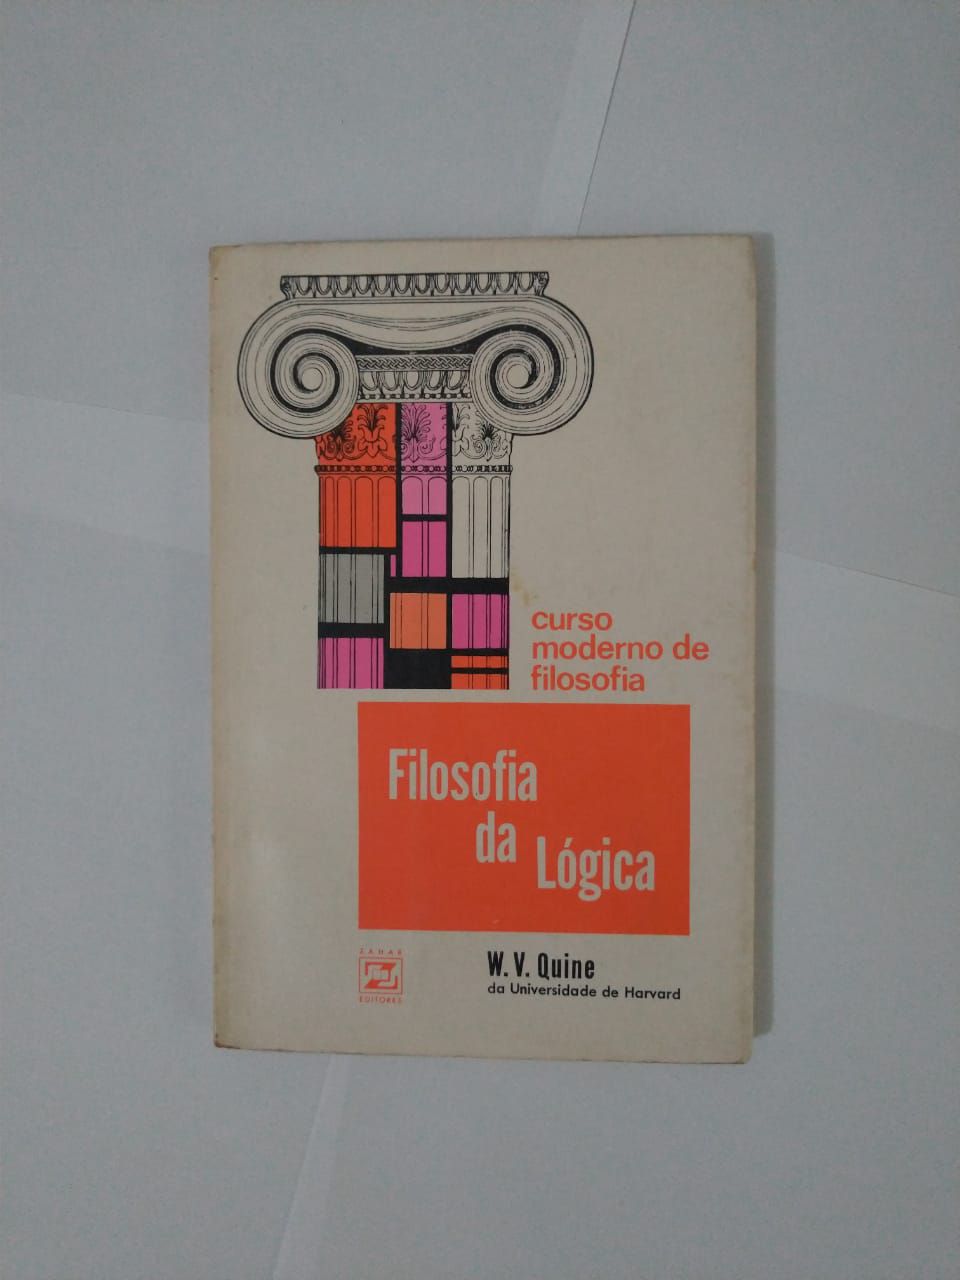 curso
moderno de
filosofia
Filosofia
da
Lógica
W. V. Quine
da Universidade de Harvard
ZAHAR
EDITORES